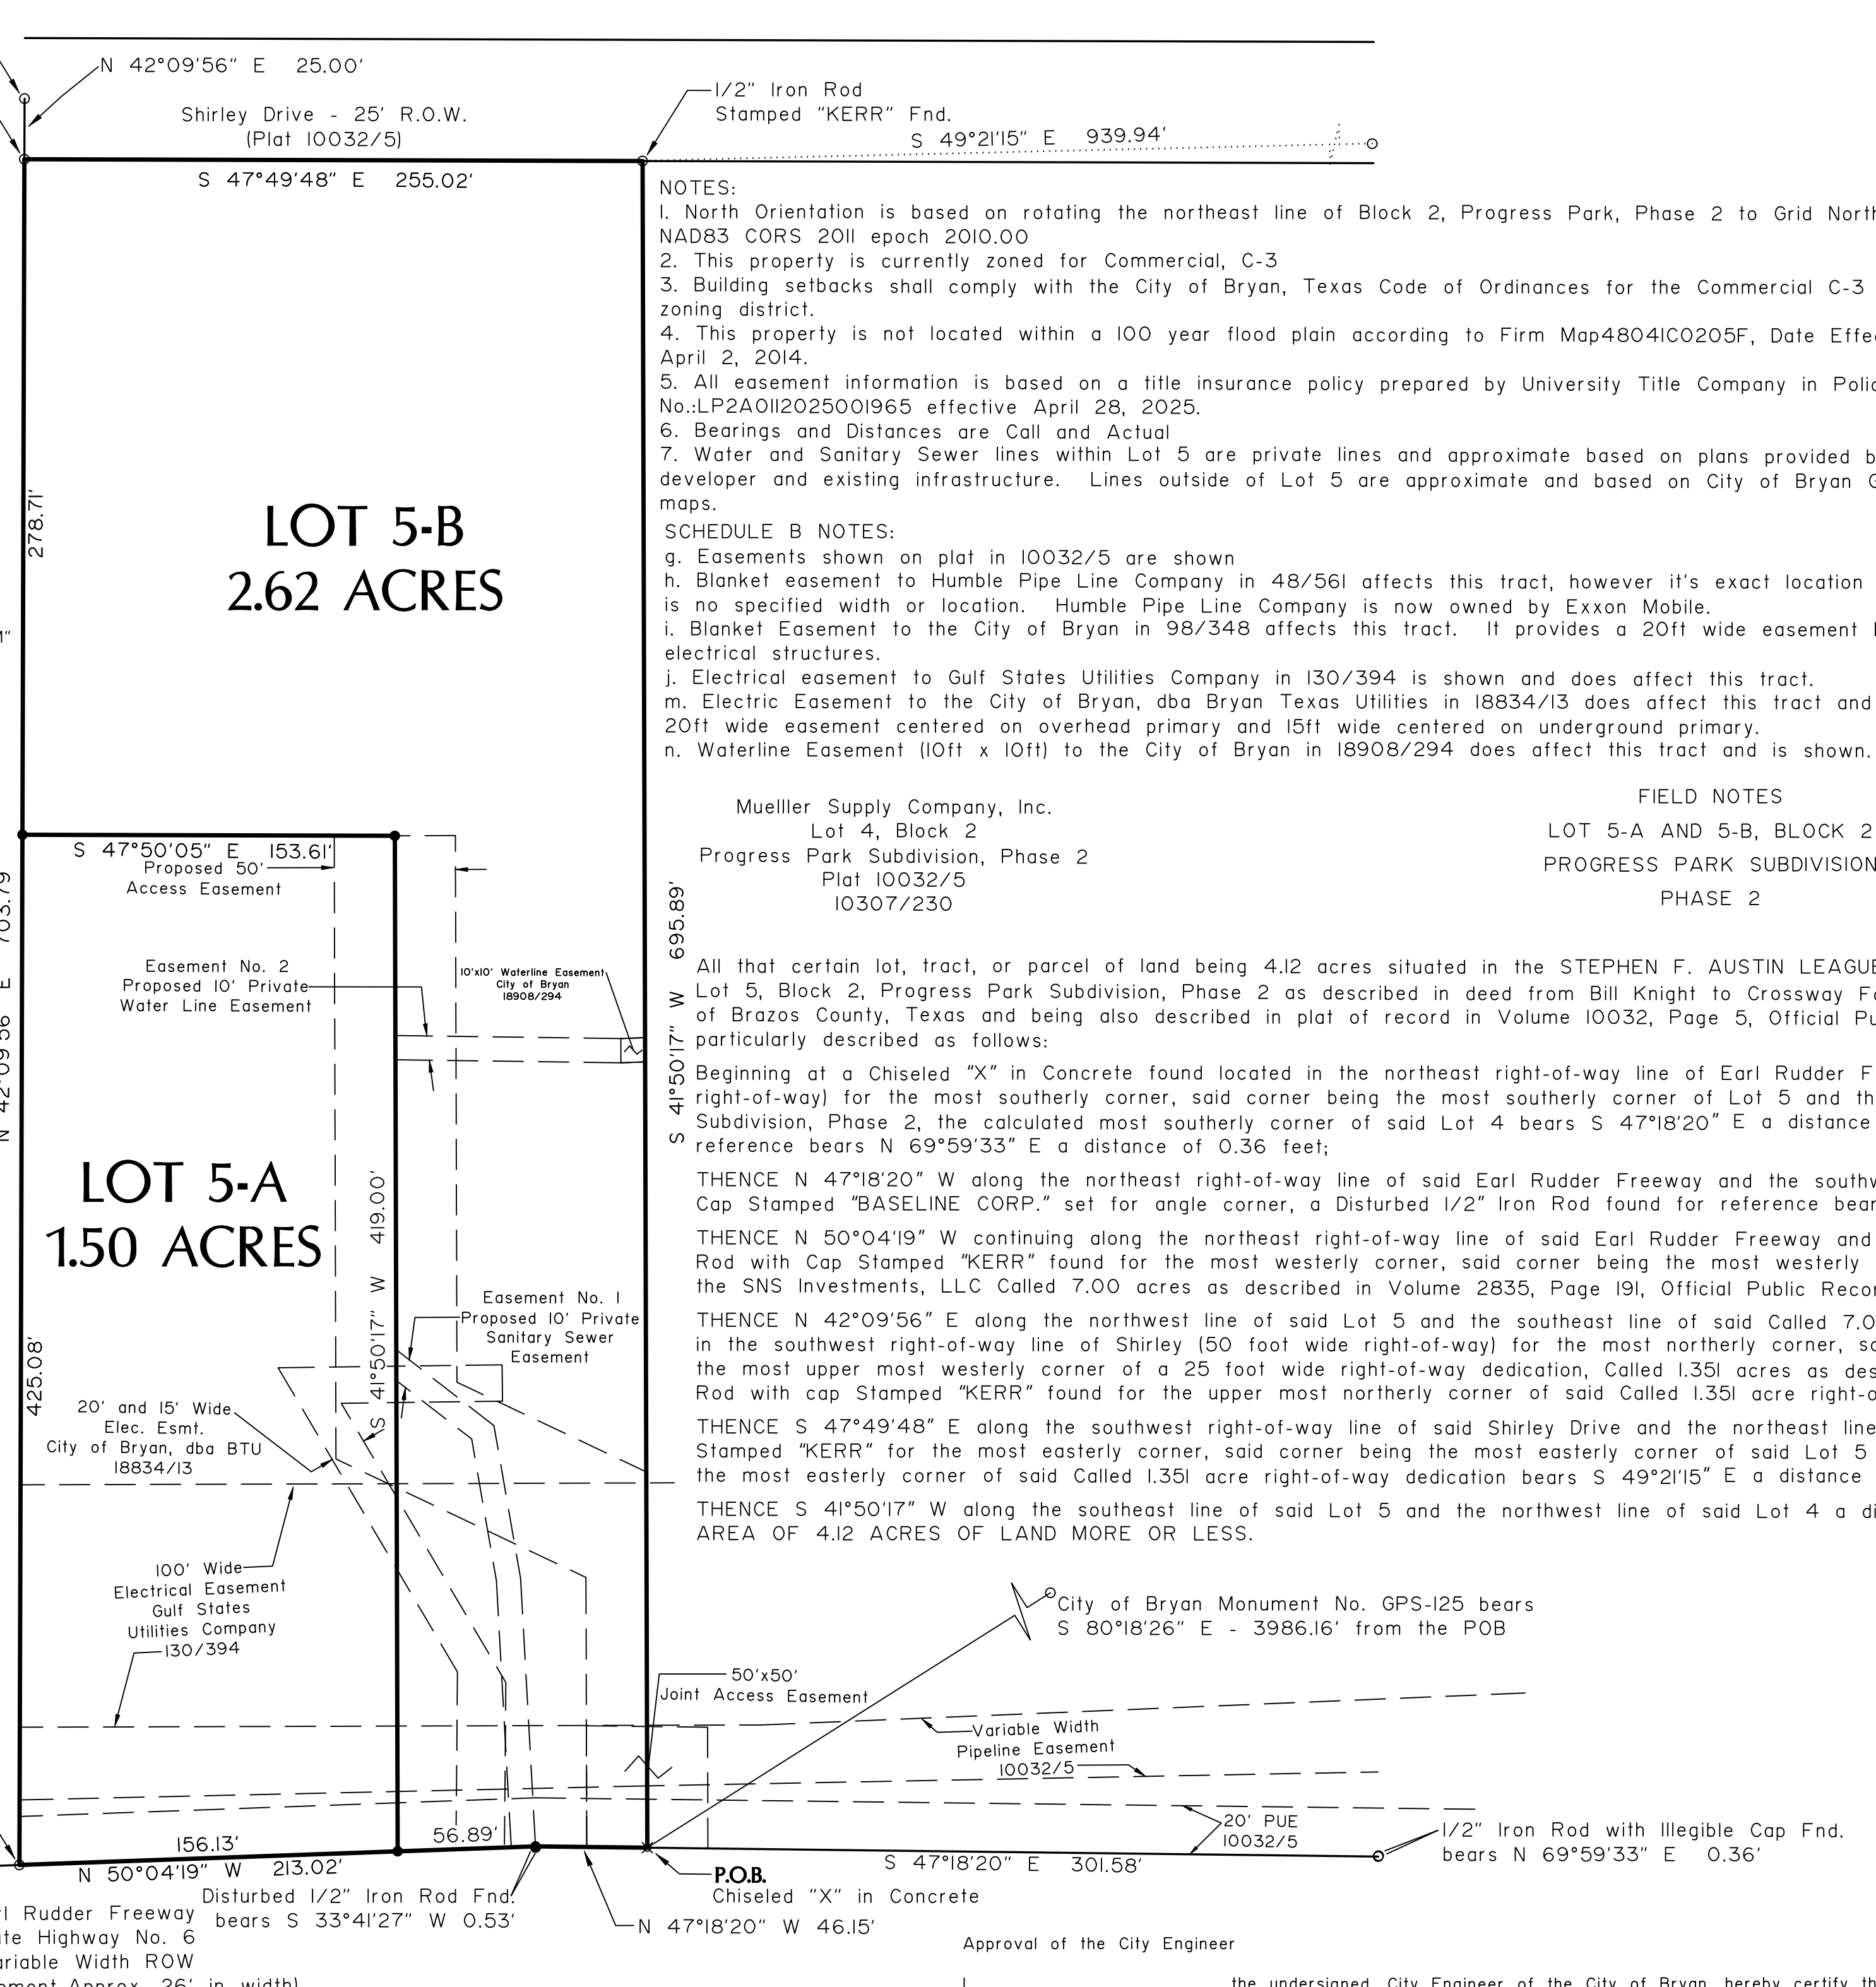 N 42°09'56" E 25.00'
Shirley Drive - 25' R.O.W.
(Plat 10032/5)
1/2" Iron Rod
Stamped "KERR" Fnd.
S 49°21'15" E 939.94'
S 47°49'48" E 255.02'
NOTES:
1. North Orientation is based on rotating the northeast line of Block 2, Progress Park, Phase 2 to Grid North
NAD83 CORS 2011 epoch 2010.00
2. This property is currently zoned for Commercial, C-3
3. Building setbacks shall comply with the City of Bryan, Texas Code of Ordinances for the Commercial C-3
zoning district.
4. This property is not located within a 100 year flood plain according to Firm Map48041C0205F, Date
April 2, 2014.
5. All easement information is based on a title insurance policy prepared by University Title Company in
No.:LP2A0112025001965 effective April 28, 2025.
6. Bearings and Distances are Call and Actual
7. Water and Sanitary Sewer lines within Lot 5 are private lines and approximate based on plans provided
developer and existing infrastructure. Lines outside of Lot 5 are approximate and based on City of Bryan
maps.
SCHEDULE B NOTES:
g. Easements shown on plat in 10032/5 are shown
h. Blanket easement to Humble Pipe Line Company in 48/561 affects this tract, however it's exact location
is no specified width or location. Humble Pipe Line Company is now owned by Exxon Mobile.
i. Blanket Easement to the City of Bryan in 98/348 affects this tract. It provides a 20ft wide easement
electrical structures.
j. Electrical easement to Gulf States Utilities Company in 130/394 is shown and does affect this tract.
m. Electric Easement to the City of Bryan, dba Bryan Texas Utilities in 18834/13 does affect this tract and
20ft wide easement centered on overhead primary and 15ft wide centered on underground primary.
n. Waterline Easement (10ft x 10ft) to the City of Bryan in 18908/294 does affect this tract and is shown.
278.71'
LOT 5-B
2.62 ACRES
Muelller Supply Company, Inc.
Lot 4, Block 2
Progress Park Subdivision, Phase 2
Plat 10032/5
10307/230
FIELD NOTES
LOT 5-A AND 5-B, BLOCK 2
PROGRESS PARK SUBDIVISION
PHASE 2
S 47°50'05" E 153.61'
Proposed 50'
Access Easement
N 42°09'56" E 703.79'
S 41°50'17" W 695.89'
Easement No. 2
Proposed 10' Private
Water Line Easement
10'x10' Waterline Easement
City of Bryan
18908/294
All that certain lot, tract, or parcel of land being 4.12 acres situated in the STEPHEN F. AUSTIN LEAGUE
Lot 5, Block 2, Progress Park Subdivision, Phase 2 as described in deed from Bill Knight to Crossway
of Brazos County, Texas and being also described in plat of record in Volume 10032, Page 5, Official
particularly described as follows:
Beginning at a Chiseled "X" in Concrete found located in the northeast right-of-way line of Earl Rudder
right-of-way) for the most southerly corner, said corner being the most southerly corner of Lot 5 and
Subdivision, Phase 2, the calculated most southerly corner of said Lot 4 bears S 47°18'20" E a distance
reference bears N 69°59'33" E a distance of 0.36 feet;
THENCE N 47°18'20" W along the northeast right-of-way line of said Earl Rudder Freeway and the
Cap Stamped "BASELINE CORP." set for angle corner, a Disturbed 1/2" Iron Rod found for reference
THENCE N 50°04'19" W continuing along the northeast right-of-way line of said Earl Rudder Freeway and
Rod with Cap Stamped "KERR" found for the most westerly corner, said corner being the most westerly
the SNS Investments, LLC Called 7.00 acres as described in Volume 2835, Page 191, Official Public
THENCE N 42°09'56" E along the northwest line of said Lot 5 and the southeast line of said Called
in the southwest right-of-way line of Shirley (50 foot wide right-of-way) for the most northerly corner,
the most upper most westerly corner of a 25 foot wide right-of-way dedication, Called 1.351 acres as
Rod with cap Stamped "KERR" found for the upper most northerly corner of said Called 1.351 acre
THENCE S 47°49'48" E along the southwest right-of-way line of said Shirley Drive and the northeast line
Stamped "KERR" for the most easterly corner, said corner being the most easterly corner of said Lot 5
the most easterly corner of said Called 1.351 acre right-of-way dedication bears S 49°21'15" E a distance
THENCE S 41°50'17" W along the southeast line of said Lot 5 and the northwest line of said Lot 4 a
AREA OF 4.12 ACRES OF LAND MORE OR LESS.
LOT 5-A
1.50 ACRES
S 41°50'17" W 419.00'
425.08'
Easement No. 1
Proposed 10' Private
Sanitary Sewer
Easement
20' and 15' Wide
Elec. Esmt.
City of Bryan, dba BTU
18834/13
100' Wide
Electrical Easement
Gulf States
Utilities Company
130/394
City of Bryan Monument No. GPS-125 bears
S 80°18'26" E - 3986.16' from the POB
50'x50'
Joint Access Easement
Variable Width
Pipeline Easement
10032/5
20' PUE
10032/5
156.13'
56.89'
N 50°04'19" W 213.02'
S 47°18'20" E 301.58'
1/2" Iron Rod with Illegible Cap Fnd.
bears N 69°59'33" E 0.36'
P.O.B.
Chiseled "X" in Concrete
Disturbed 1/2" Iron Rod Fnd.
bears S 33°41'27" W 0.53'
N 47°18'20" W 46.15'
Rudder Freeway
Highway No. 6
Width ROW
Approx. 26' in width)
Approval of the City Engineer
I, the undersigned, City Engineer of the City of Bryan, hereby certify